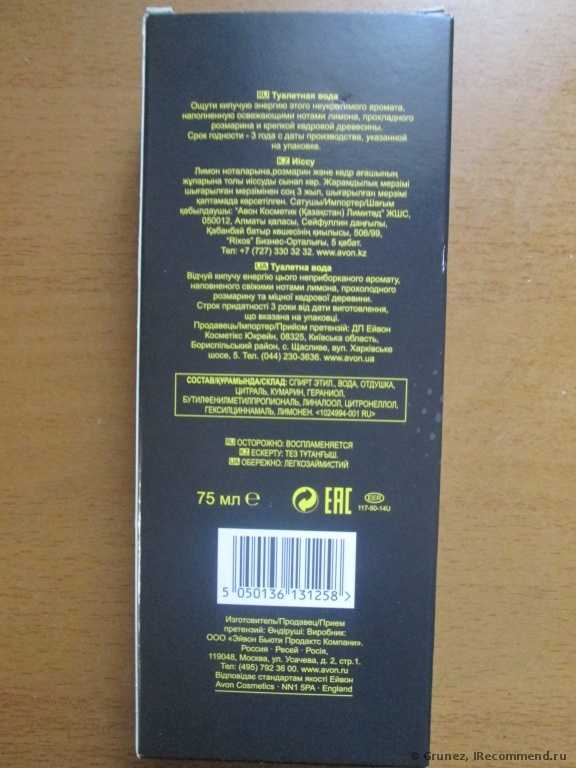 RU Туалетная вода
Ощути кипучую энергию этого неукротимого аромата,
наполненную освежающими нотами лимона, прохладного
розмарина и крепкой кедровой древесины.
Срок годности - 3 года с даты производства, указанной
на упаковке.
KZ Иіссу
Лимон ноталарына,розмарин және кедр ағашының
жұпарына толы иіссуды сынап көр. Жарамдылық мерзімі
шығарылған мерзімінен соң 3 жыл, шығарылған мерзімі
қаптамада көрсетілген. Сатушы/Импортер/Шағым
қабылдаушы: "Авон Косметик (Қазақстан) Лимитед" ЖШС,
050012, Алматы қаласы, Сейфуллин даңғылы,
Қабанбай батыр көшесінің қиылысы, 506/99,
"Rixos" Бизнес-Орталығы, 5 қабат.
Тел: +7 (727) 330 32 32. www.avon.kz
UA Туалетна вода
Відчуй кипучу енергію цього неприборканого аромату,
наповненого свіжими нотами лимона, прохолодного
розмарину та міцної кедрової деревини.
Строк придатності 3 роки від дати виготовлення,
що вказана на упаковці.
Продавець/Імпортер/Прийом претензій: ДП Ейвон
Косметікс Юкрейн, 08325, Київська область,
Бориспільський район, с. Щасливе, вул. Харківське
шосе, 5. Тел. (044) 230-3636. www.avon.ua
СОСТАВ/ҚҰРАМЫНДА/СКЛАД: СПИРТ ЭТИЛ., ВОДА, ОТДУШКА,
ЦИТРАЛЬ, КУМАРИН, ГЕРАНИОЛ,
БУТИЛФЕНИЛМЕТИЛПРОПИОНАЛЬ, ЛИНАЛООЛ, ЦИТРОНЕЛЛОЛ,
ГЕКСИЛЦИННАМАЛЬ, ЛИМОНЕН. <1024994-001 RU>
RU ОСТОРОЖНО: ВОСПЛАМЕНЯЕТСЯ
KZ ЕСКЕРТУ: ТЕЗ ТҰТАНҒЫШ.
UA ОБЕРЕЖНО: ЛЕГКОЗАЙМИСТИЙ
75 мл ℮ EAC EER
117-50-14U
5 050136 131258 >
Изготовитель/Продавец/Прием
претензий: Өндіруші: Виробник:
ООО «Эйвон Бьюти Продактс Компани».
Россия · Ресей · Росія,
119048, Москва, ул. Усачева, д. 2, стр.1.
Тел: (495) 792 36 00. www.avon.ru
Відповідає стандартам якості Ейвон
Avon Cosmetics · NN1 5PA · England
© Grunez, IRecommend.ru